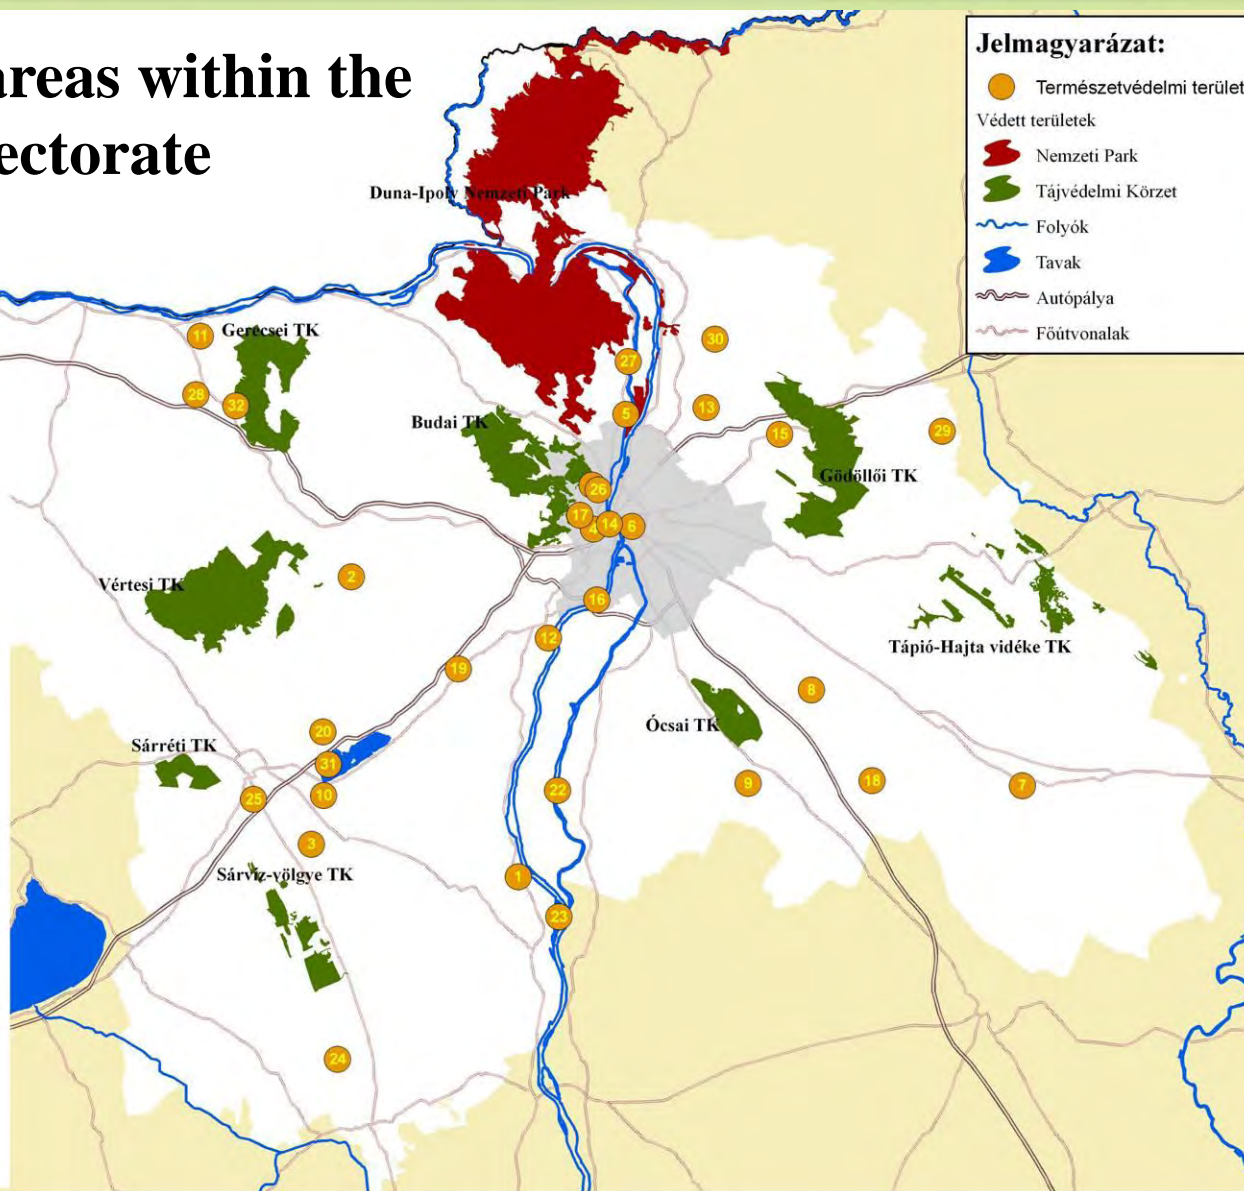 areas within the
ectorate
Jelmagyarázat:
Természetvédelmi terület
Védett területek
Nemzeti Park
Tájvédelmi Körzet
Folyók
Tavak
Autópálya
Főútvonalak
Duna-Ipoly Nemzeti Park
11
Gerecsei TK
30
27
28
32
13
5
Budai TK
15
29
Gödöllői TK
26
17
4
14
6
Vértesi TK
2
16
12
Tápió-Hajta vidéke TK
19
8
Ócsai TK
20
Sárréti TK
31
10
25
22
9
18
7
3
Sárvíz-völgye TK
1
23
24